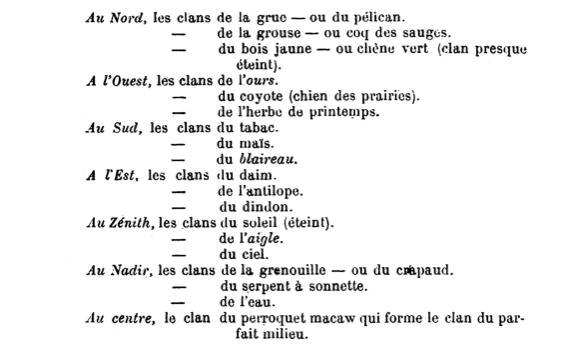 Au Nord, les clans de la grue — ou du pélican.
— de la grouse — ou coq des sauges.
— du bois jaune — ou chêne vert (clan presque
éteint).
A l'Ouest, les clans de l'ours.
— du coyote (chien des prairies).
— de l'herbe de printemps.
Au Sud, les clans du tabac.
— du maïs.
— du blaireau.
A l'Est, les clans du daim.
— de l'antilope.
— du dindon.
Au Zénith, les clans du soleil (éteint).
— de l'aigle.
— du ciel.
Au Nadir, les clans de la grenouille — ou du crapaud.
— du serpent à sonnette.
— de l'eau.
Au centre, le clan du perroquet macaw qui forme le clan du par-
fait milieu.